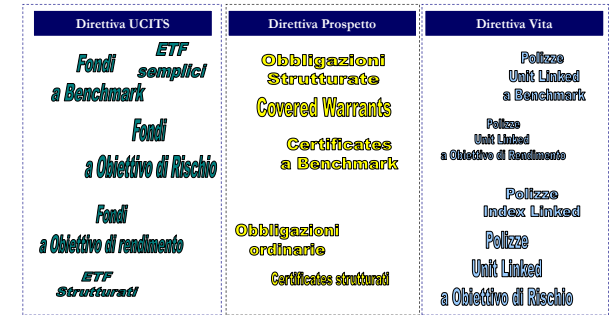 Direttiva UCITS
ETF
semplici
Fondi
a Benchmark
Fondi
a Obiettivo di Rischio
Fondi
a Obiettivo di rendimento
ETF
Strutturati
Direttiva Prospetto
Obbligazioni
Strutturate
Covered Warrants
Certificates
a Benchmark
Obbligazioni
ordinarie
Certificates strutturati
Direttiva Vita
Polizze
Unit Linked
a Benchmark
Polizze
Unit Linked
a Obiettivo di Rendimento
Polizze
Index Linked
Polizze
Unit Linked
a Obiettivo di Rischio